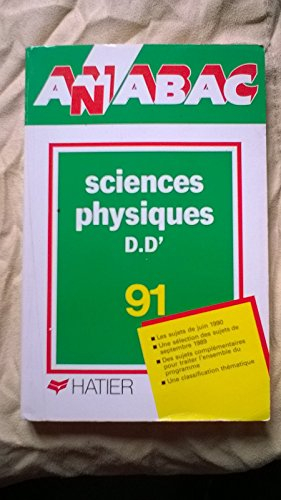 ANNABAC
sciences
physiques
D.D'
91
• Les sujets de juin 1990
• Une sélection des sujets de
septembre 1989
• Des sujets complémentaires
pour traiter l'ensemble du
programme
• Une classification thématique
HATIER